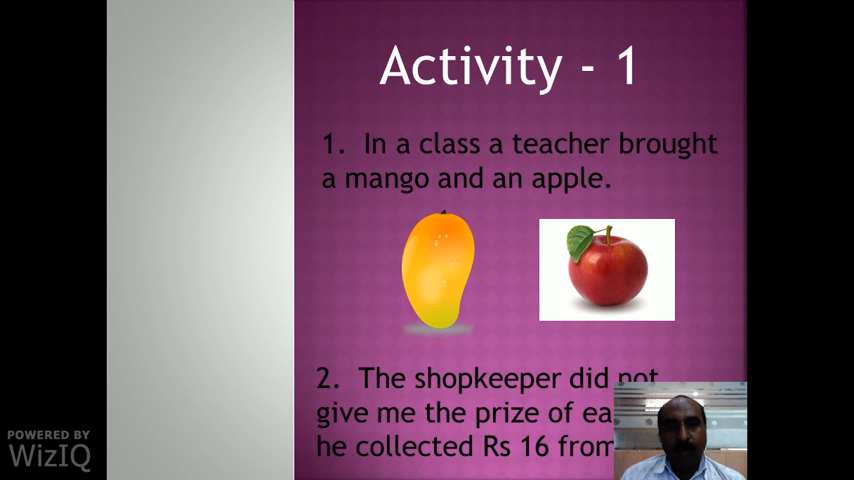 Activity - 1
1. In a class a teacher brought
a mango and an apple.
2. The shopkeeper did not
give me the prize of
he collected Rs 16 from
POWERED BY
WizIQ